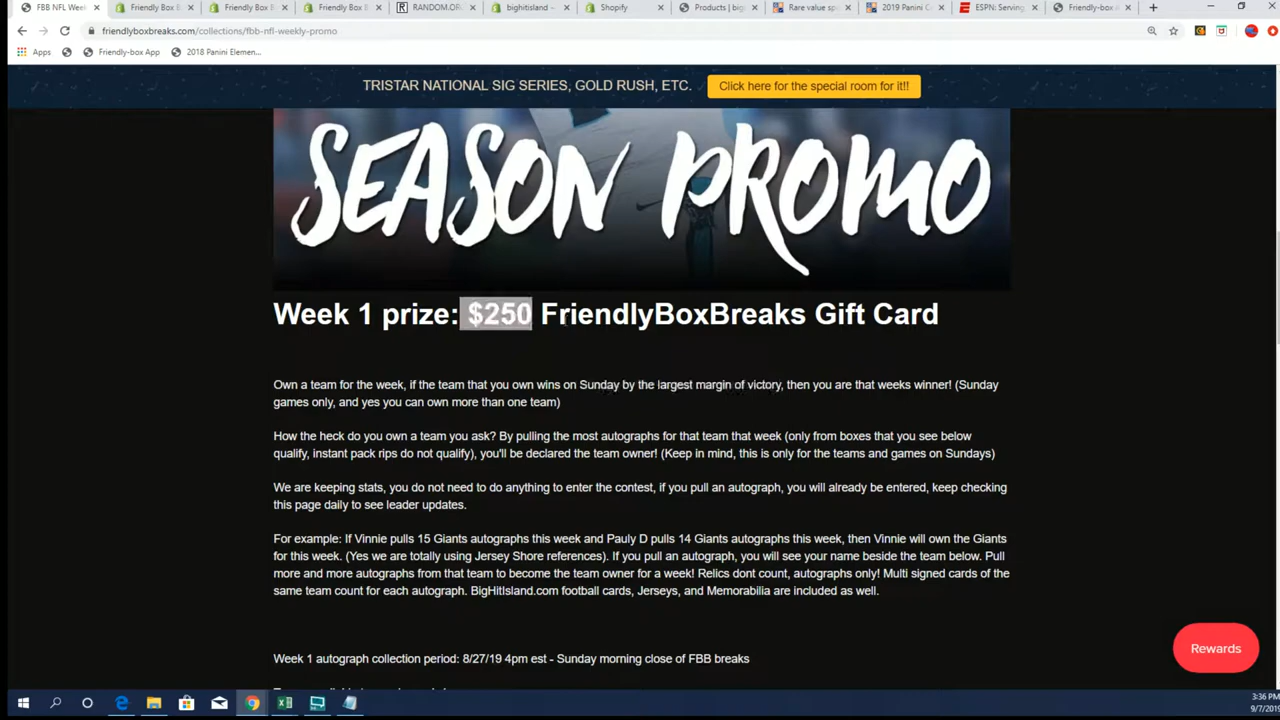 FBB NFL Week
Friendly Box B
Friendly Box B
Friendly Box B
RANDOM.OR
bighitisland –
Shopify
Products | big
Rare value sp
2019 Panini C
ESPN: Serving
Friendly-box.n
friendlyboxbreaks.com/collections/fbb-nfl-weekly-promo
Apps
Friendly-box App
2018 Panini Elemen...
TRISTAR NATIONAL SIG SERIES, GOLD RUSH, ETC.
Click here for the special room for it!!
SEASON PROMO
Week 1 prize: $250 FriendlyBoxBreaks Gift Card
Own a team for the week, if the team that you own wins on Sunday by the largest margin of victory, then you are that weeks winner! (Sunday
games only, and yes you can own more than one team)
How the heck do you own a team you ask? By pulling the most autographs for that team that week (only from boxes that you see below
qualify, instant pack rips do not qualify), you'll be declared the team owner! (Keep in mind, this is only for the teams and games on Sundays)
We are keeping stats, you do not need to do anything to enter the contest, if you pull an autograph, you will already be entered, keep checking
this page daily to see leader updates.
For example: If Vinnie pulls 15 Giants autographs this week and Pauly D pulls 14 Giants autographs this week, then Vinnie will own the Giants
for this week. (Yes we are totally using Jersey Shore references). If you pull an autograph, you will see your name beside the team below. Pull
more and more autographs from that team to become the team owner for a week! Relics dont count, autographs only! Multi signed cards of the
same team count for each autograph. BigHitIsland.com football cards, Jerseys, and Memorabilia are included as well.
Rewards
Week 1 autograph collection period: 8/27/19 4pm est - Sunday morning close of FBB breaks
3:36 PM
9/7/2019